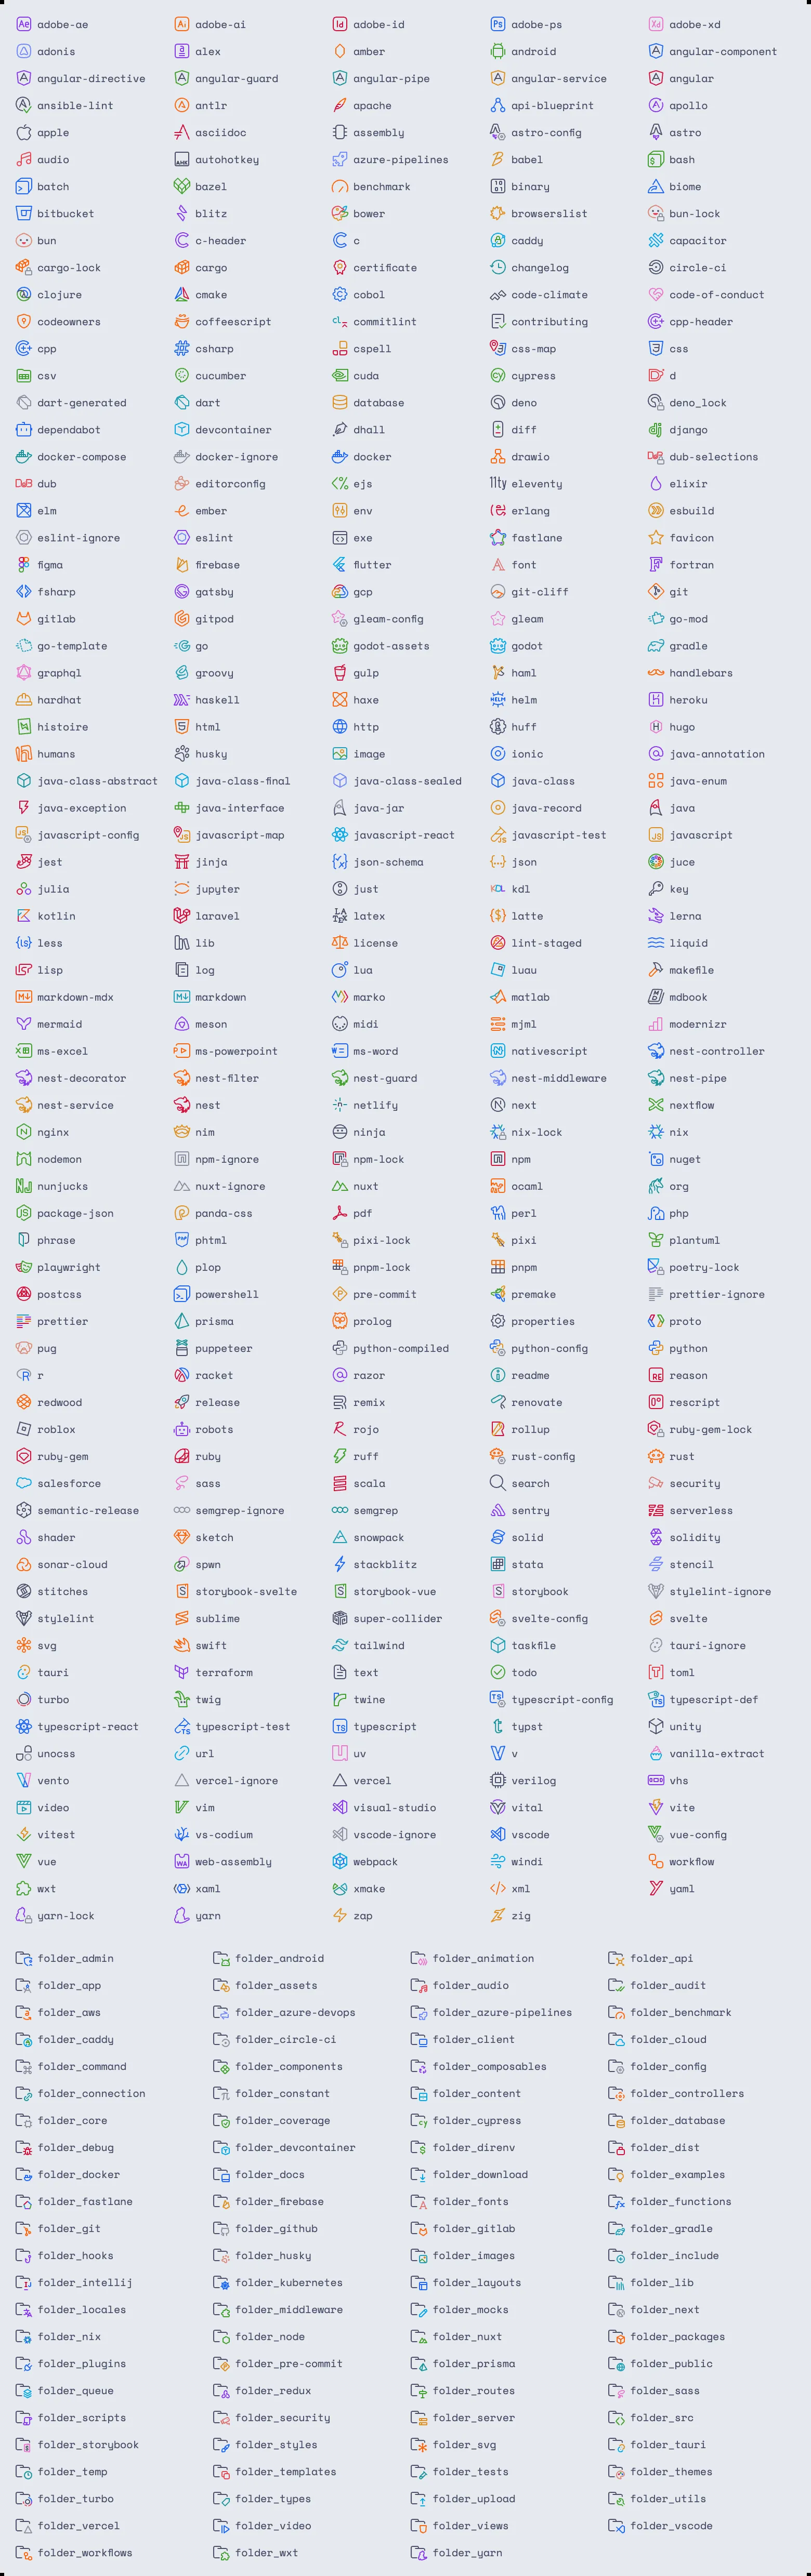 adobe-ae adobe-ai adobe-id adobe-ps adobe-xd
adonis alex amber android angular-component
angular-directive angular-guard angular-pipe angular-service angular
ansible-lint antlr apache api-blueprint apollo
apple asciidoc assembly astro-config astro
audio autohotkey azure-pipelines babel bash
batch bazel benchmark binary biome
bitbucket blitz bower browserslist bun-lock
bun c-header c caddy capacitor
cargo-lock cargo certificate changelog circle-ci
clojure cmake cobol code-climate code-of-conduct
codeowners coffeescript commitlint contributing cpp-header
cpp csharp cspell css-map css
csv cucumber cuda cypress d
dart-generated dart database deno deno_lock
dependabot devcontainer dhall diff django
docker-compose docker-ignore docker drawio dub-selections
dub editorconfig ejs eleventy elixir
elm ember env erlang esbuild
eslint-ignore eslint exe fastlane favicon
figma firebase flutter font fortran
fsharp gatsby gcp git-cliff git
gitlab gitpod gleam-config gleam go-mod
go-template go godot-assets godot gradle
graphql groovy gulp haml handlebars
hardhat haskell haxe helm heroku
histoire html http huff hugo
humans husky image ionic java-annotation
java-class-abstract java-class-final java-class-sealed java-class java-enum
java-exception java-interface java-jar java-record java
javascript-config javascript-map javascript-react javascript-test javascript
jest jinja json-schema json juce
julia jupyter just kdl key
kotlin laravel latex latte lerna
less lib license lint-staged liquid
lisp log lua luau makefile
markdown-mdx markdown marko matlab mdbook
mermaid meson midi mjml modernizr
ms-excel ms-powerpoint ms-word nativescript nest-controller
nest-decorator nest-filter nest-guard nest-middleware nest-pipe
nest-service nest netlify next nextflow
nginx nim ninja nix-lock nix
nodemon npm-ignore npm-lock npm nuget
nunjucks nuxt-ignore nuxt ocaml org
package-json panda-css pdf perl php
phrase phtml pixi-lock pixi plantuml
playwright plop pnpm-lock pnpm poetry-lock
postcss powershell pre-commit premake prettier-ignore
prettier prisma prolog properties proto
pug puppeteer python-compiled python-config python
r racket razor readme reason
redwood release remix renovate rescript
roblox robots rojo rollup ruby-gem-lock
ruby-gem ruby ruff rust-config rust
salesforce sass scala search security
semantic-release semgrep-ignore semgrep sentry serverless
shader sketch snowpack solid solidity
sonar-cloud spwn stackblitz stata stencil
stitches storybook-svelte storybook-vue storybook stylelint-ignore
stylelint sublime super-collider svelte-config svelte
svg swift tailwind taskfile tauri-ignore
tauri terraform text todo toml
turbo twig twine typescript-config typescript-def
typescript-react typescript-test typescript typst unity
unocss url uv v vanilla-extract
vento vercel-ignore vercel verilog vhs
video vim visual-studio vital vite
vitest vs-codium vscode-ignore vscode vue-config
vue web-assembly webpack windi workflow
wxt xaml xmake xml yaml
yarn-lock yarn zap zig
folder_admin folder_android folder_animation folder_api
folder_app folder_assets folder_audio folder_audit
folder_aws folder_azure-devops folder_azure-pipelines folder_benchmark
folder_caddy folder_circle-ci folder_client folder_cloud
folder_command folder_components folder_composables folder_config
folder_connection folder_constant folder_content folder_controllers
folder_core folder_coverage folder_cypress folder_database
folder_debug folder_devcontainer folder_direnv folder_dist
folder_docker folder_docs folder_download folder_examples
folder_fastlane folder_firebase folder_fonts folder_functions
folder_git folder_github folder_gitlab folder_gradle
folder_hooks folder_husky folder_images folder_include
folder_intellij folder_kubernetes folder_layouts folder_lib
folder_locales folder_middleware folder_mocks folder_next
folder_nix folder_node folder_nuxt folder_packages
folder_plugins folder_pre-commit folder_prisma folder_public
folder_queue folder_redux folder_routes folder_sass
folder_scripts folder_security folder_server folder_src
folder_storybook folder_styles folder_svg folder_tauri
folder_temp folder_templates folder_tests folder_themes
folder_turbo folder_types folder_upload folder_utils
folder_vercel folder_video folder_views folder_vscode
folder_workflows folder_wxt folder_yarn